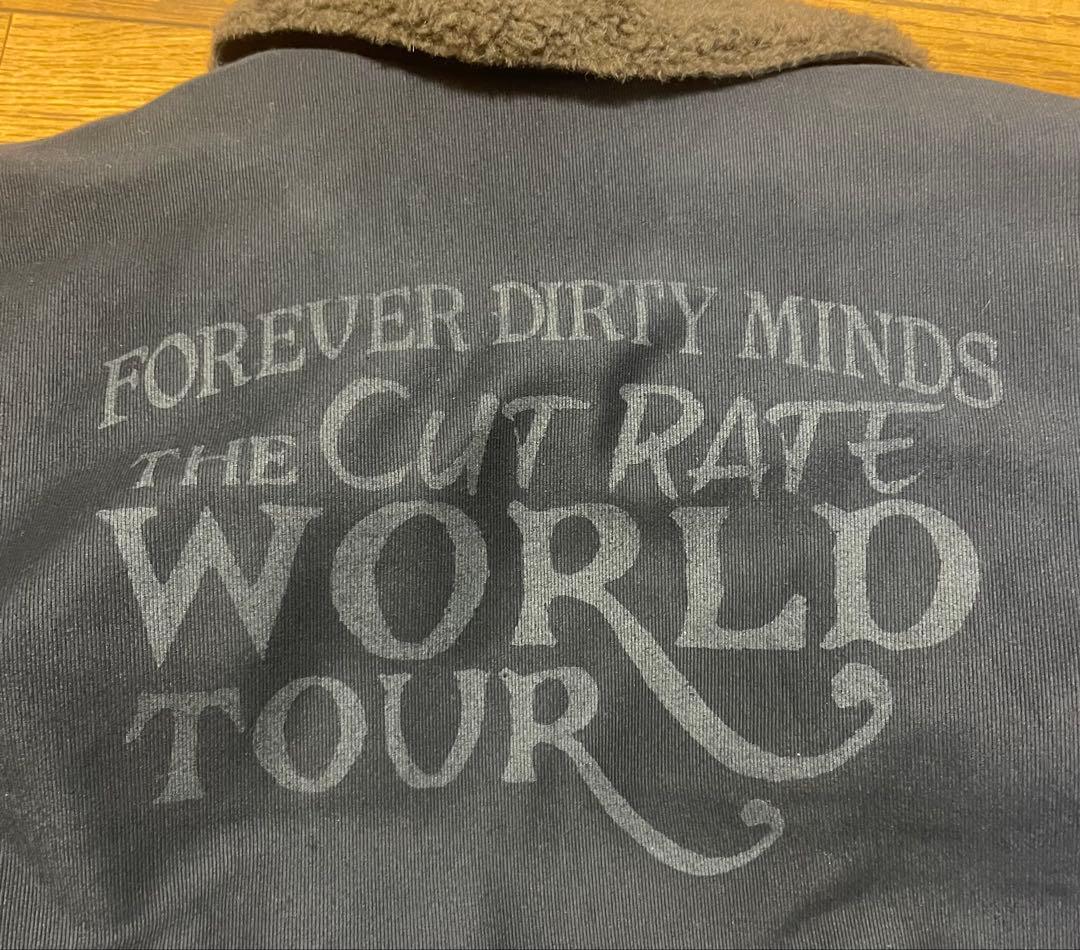 FOREVER DIRTY MINDS
THE CUT RATE
WORLD
TOUR